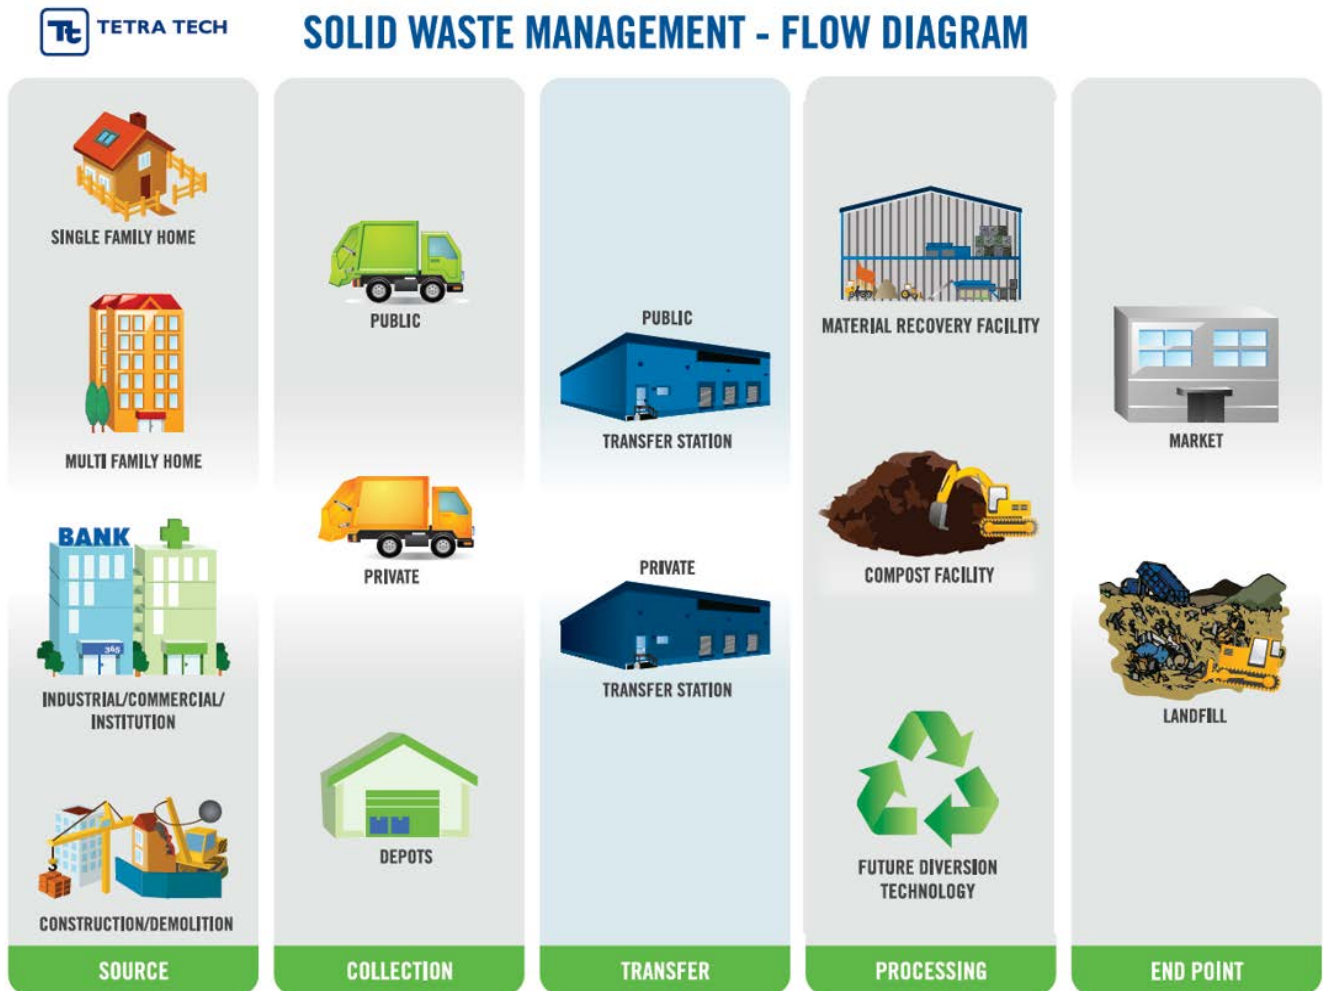 Tt TETRA TECH
SOLID WASTE MANAGEMENT - FLOW DIAGRAM
SINGLE FAMILY HOME
MULTI FAMILY HOME
BANK
365
INDUSTRIAL/COMMERCIAL/
INSTITUTION
CONSTRUCTION/DEMOLITION
SOURCE
PUBLIC
PRIVATE
DEPOTS
COLLECTION
PUBLIC
TRANSFER STATION
PRIVATE
TRANSFER STATION
TRANSFER
MATERIAL RECOVERY FACILITY
COMPOST FACILITY
FUTURE DIVERSION
TECHNOLOGY
PROCESSING
MARKET
LANDFILL
END POINT